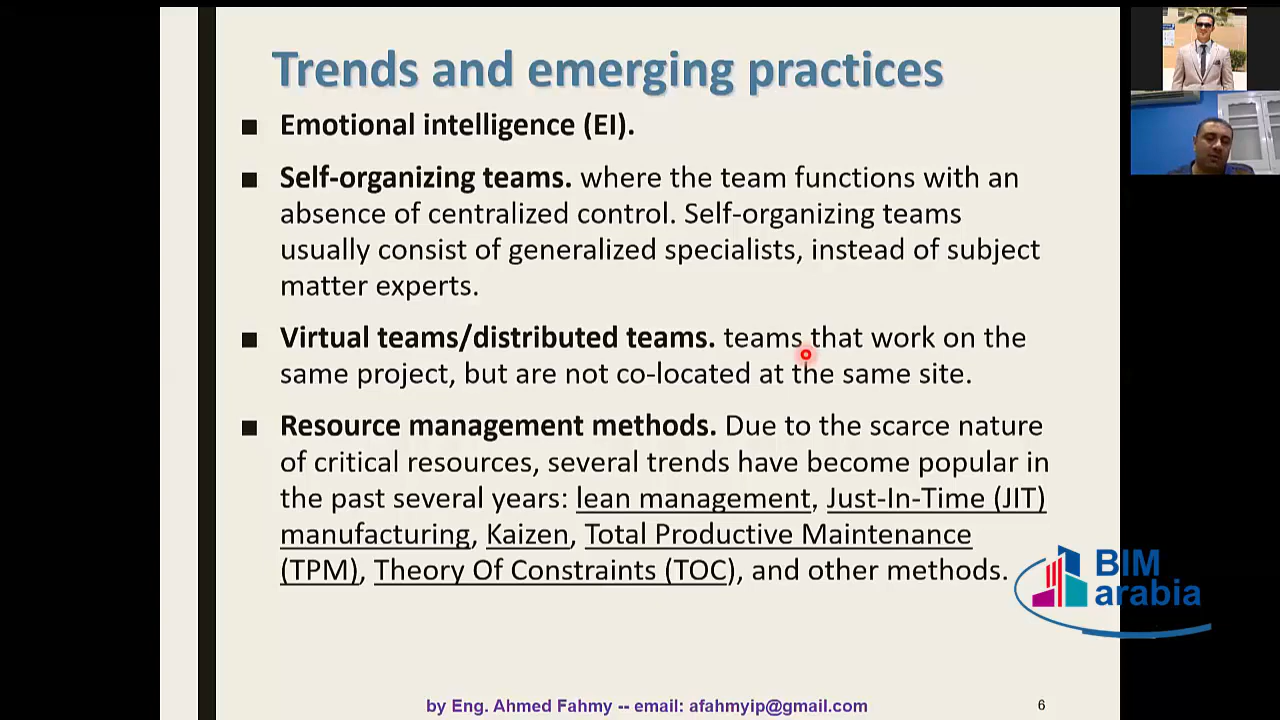 Trends and emerging practices
■ Emotional intelligence (EI).
■ Self-organizing teams. where the team functions with an
absence of centralized control. Self-organizing teams
usually consist of generalized specialists, instead of subject
matter experts.
■ Virtual teams/distributed teams. teams that work on the
same project, but are not co-located at the same site.
■ Resource management methods. Due to the scarce nature
of critical resources, several trends have become popular in
the past several years: lean management, Just-In-Time (JIT)
manufacturing, Kaizen, Total Productive Maintenance
(TPM), Theory Of Constraints (TOC), and other methods.
BIM
arabia
by Eng. Ahmed Fahmy -- email: afahmyip@gmail.com
6